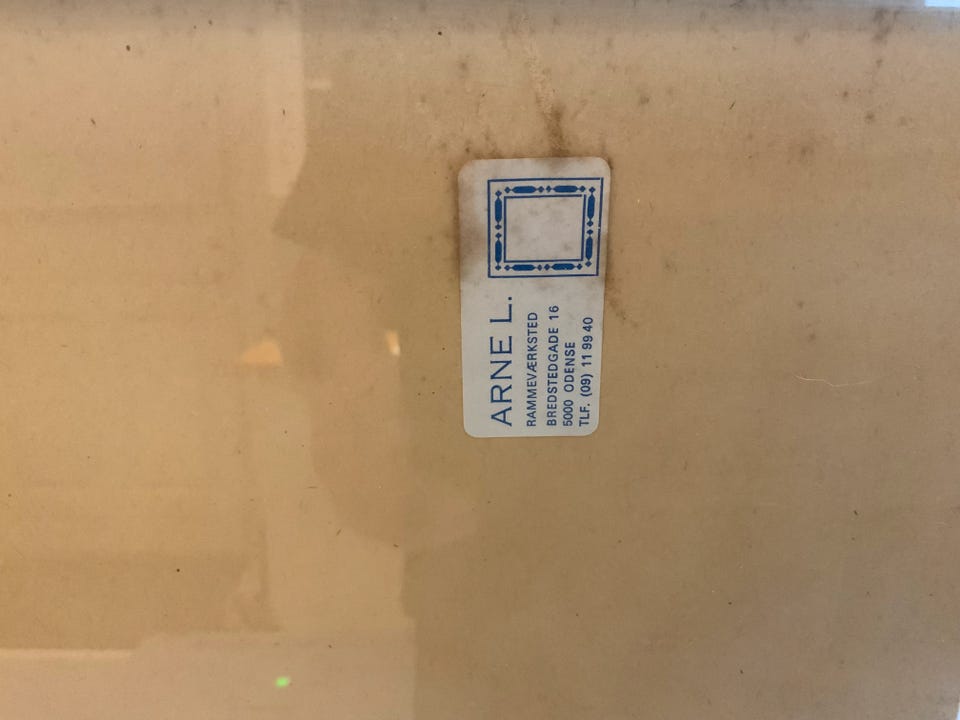 ARNE L.
RAMMEVÆRKSTED
BREDSTEDGADE 16
5000 ODENSE
TLF. (09) 11 99 40